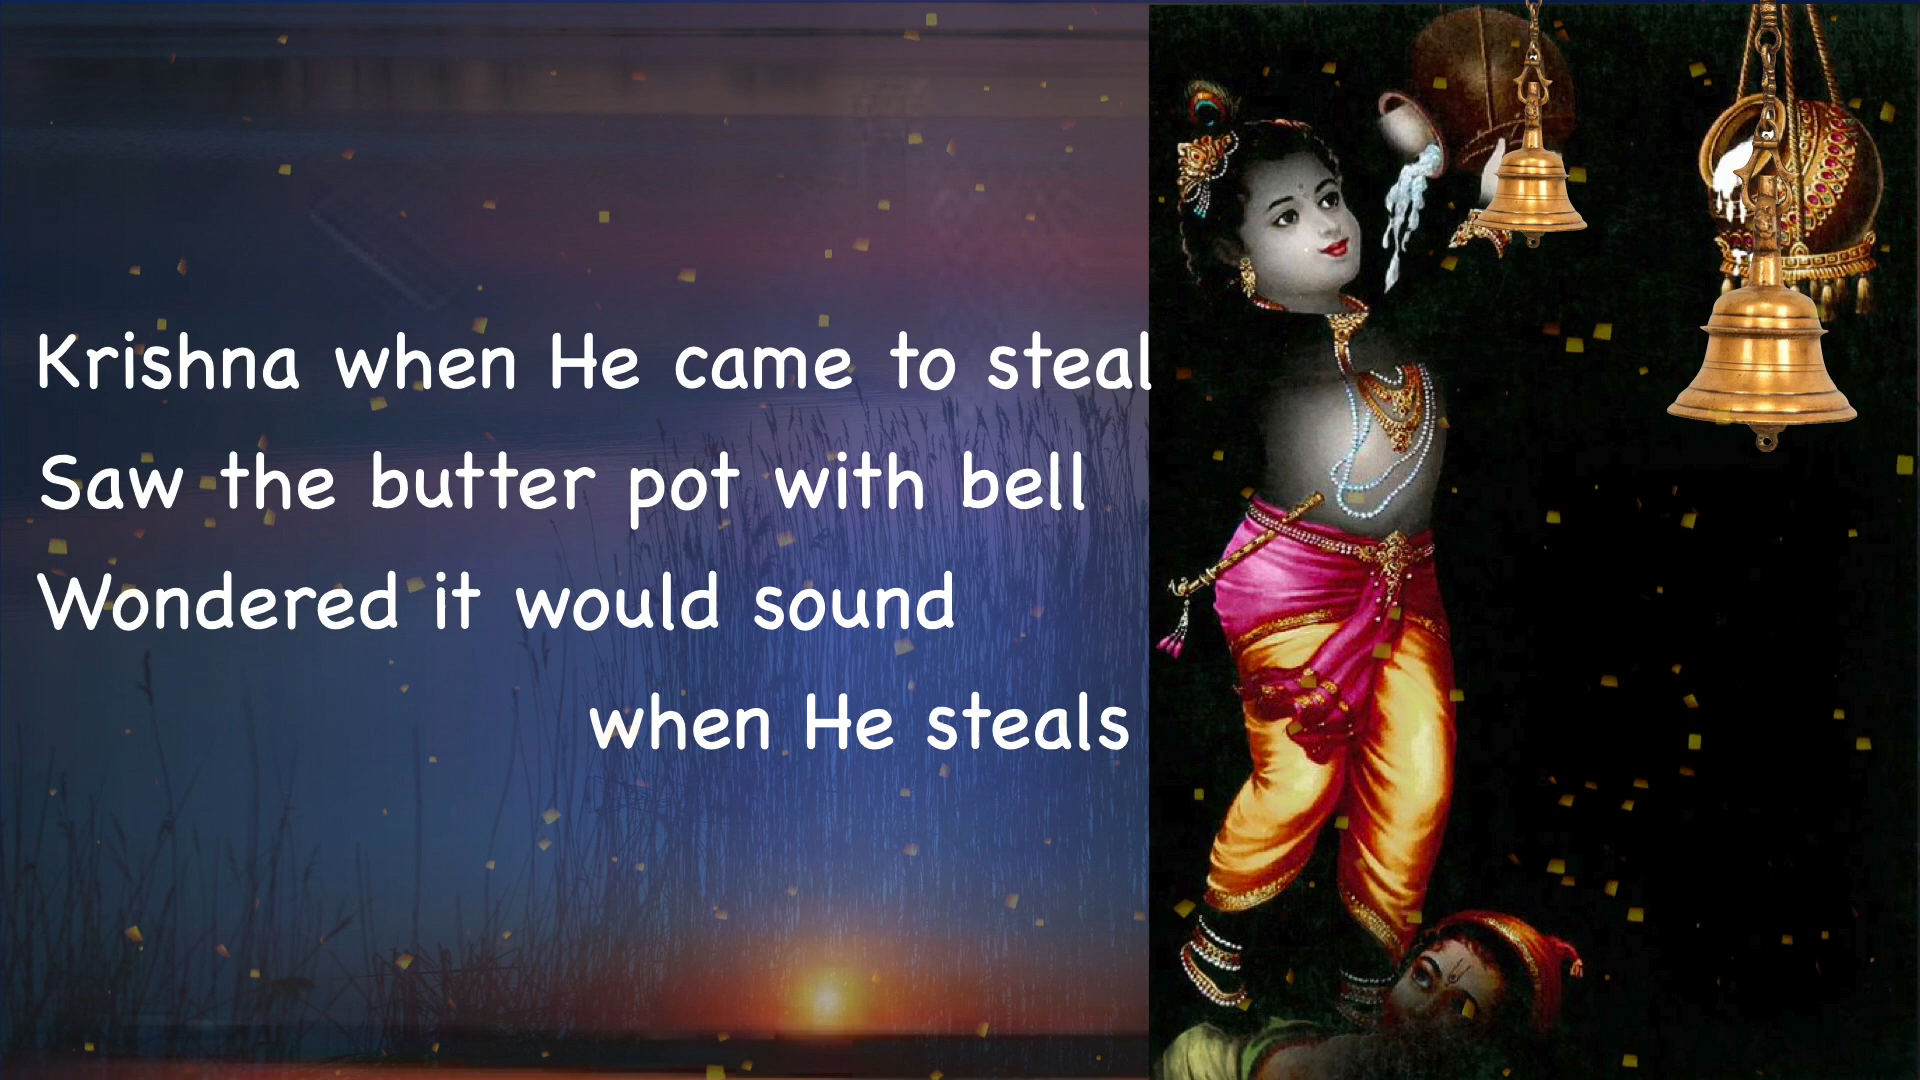 Krishna when He came to steal
Saw the butter pot with bell
Wondered it would sound
when He steals